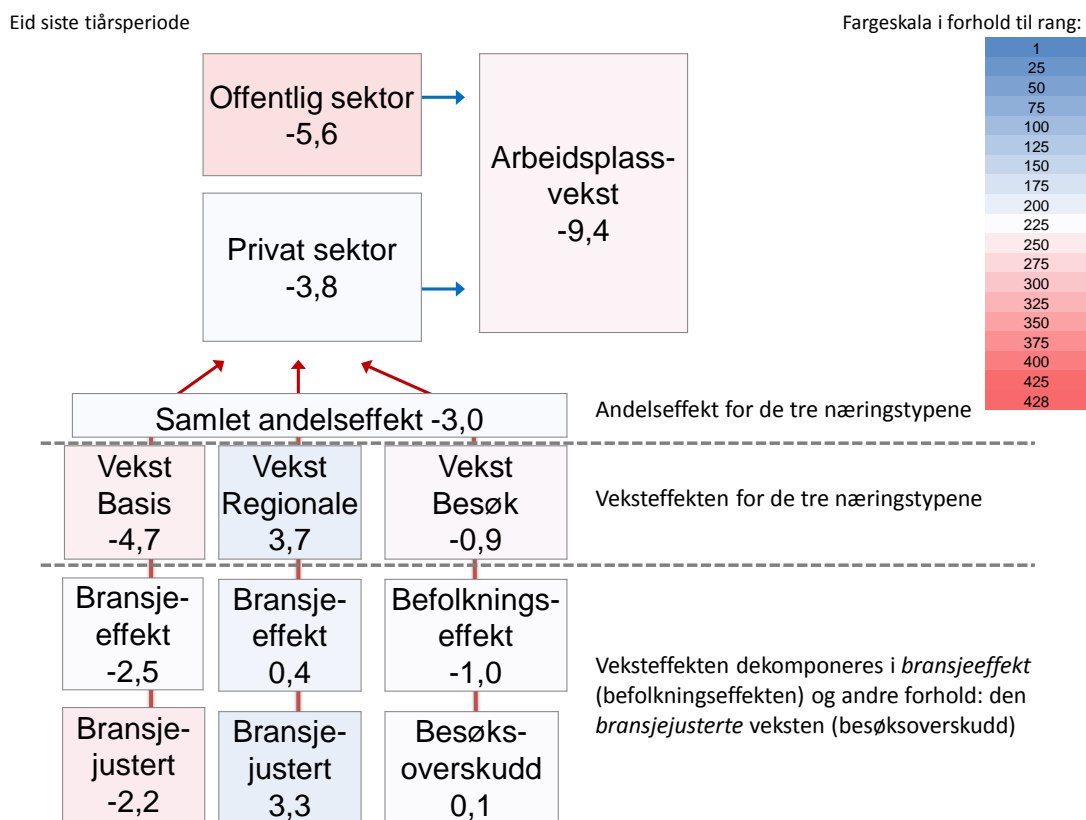 Eid siste tiårsperiode
Fargeskala i forhold til rang:
1
25
50
75
100
125
150
175
200
225
250
275
300
325
350
375
400
425
428
Offentlig sektor
-5,6
Arbeidsplass-
vekst
-9,4
Privat sektor
-3,8
Samlet andelseffekt -3,0
Andelseffekt for de tre næringstypene
Vekst
Basis
-4,7
Vekst
Regionale
3,7
Vekst
Besøk
-0,9
Veksteffekten for de tre næringstypene
Bransje-
effekt
-2,5
Bransje-
effekt
0,4
Befolknings-
effekt
-1,0
Veksteffekten dekomponeres i bransjeeffekt
(befolkningseffekten) og andre forhold: den
bransjejusterte veksten (besøksoverskudd)
Bransje-
justert
-2,2
Bransje-
justert
3,3
Besøks-
overskudd
0,1